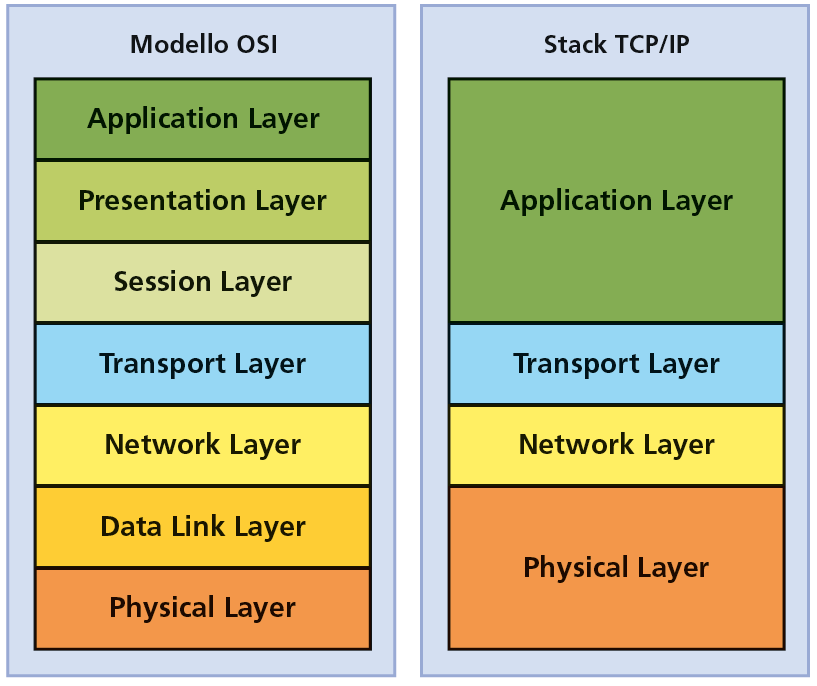 Modello OSI
Application Layer
Presentation Layer
Session Layer
Transport Layer
Network Layer
Data Link Layer
Physical Layer
Stack TCP/IP
Application Layer
Transport Layer
Network Layer
Physical Layer